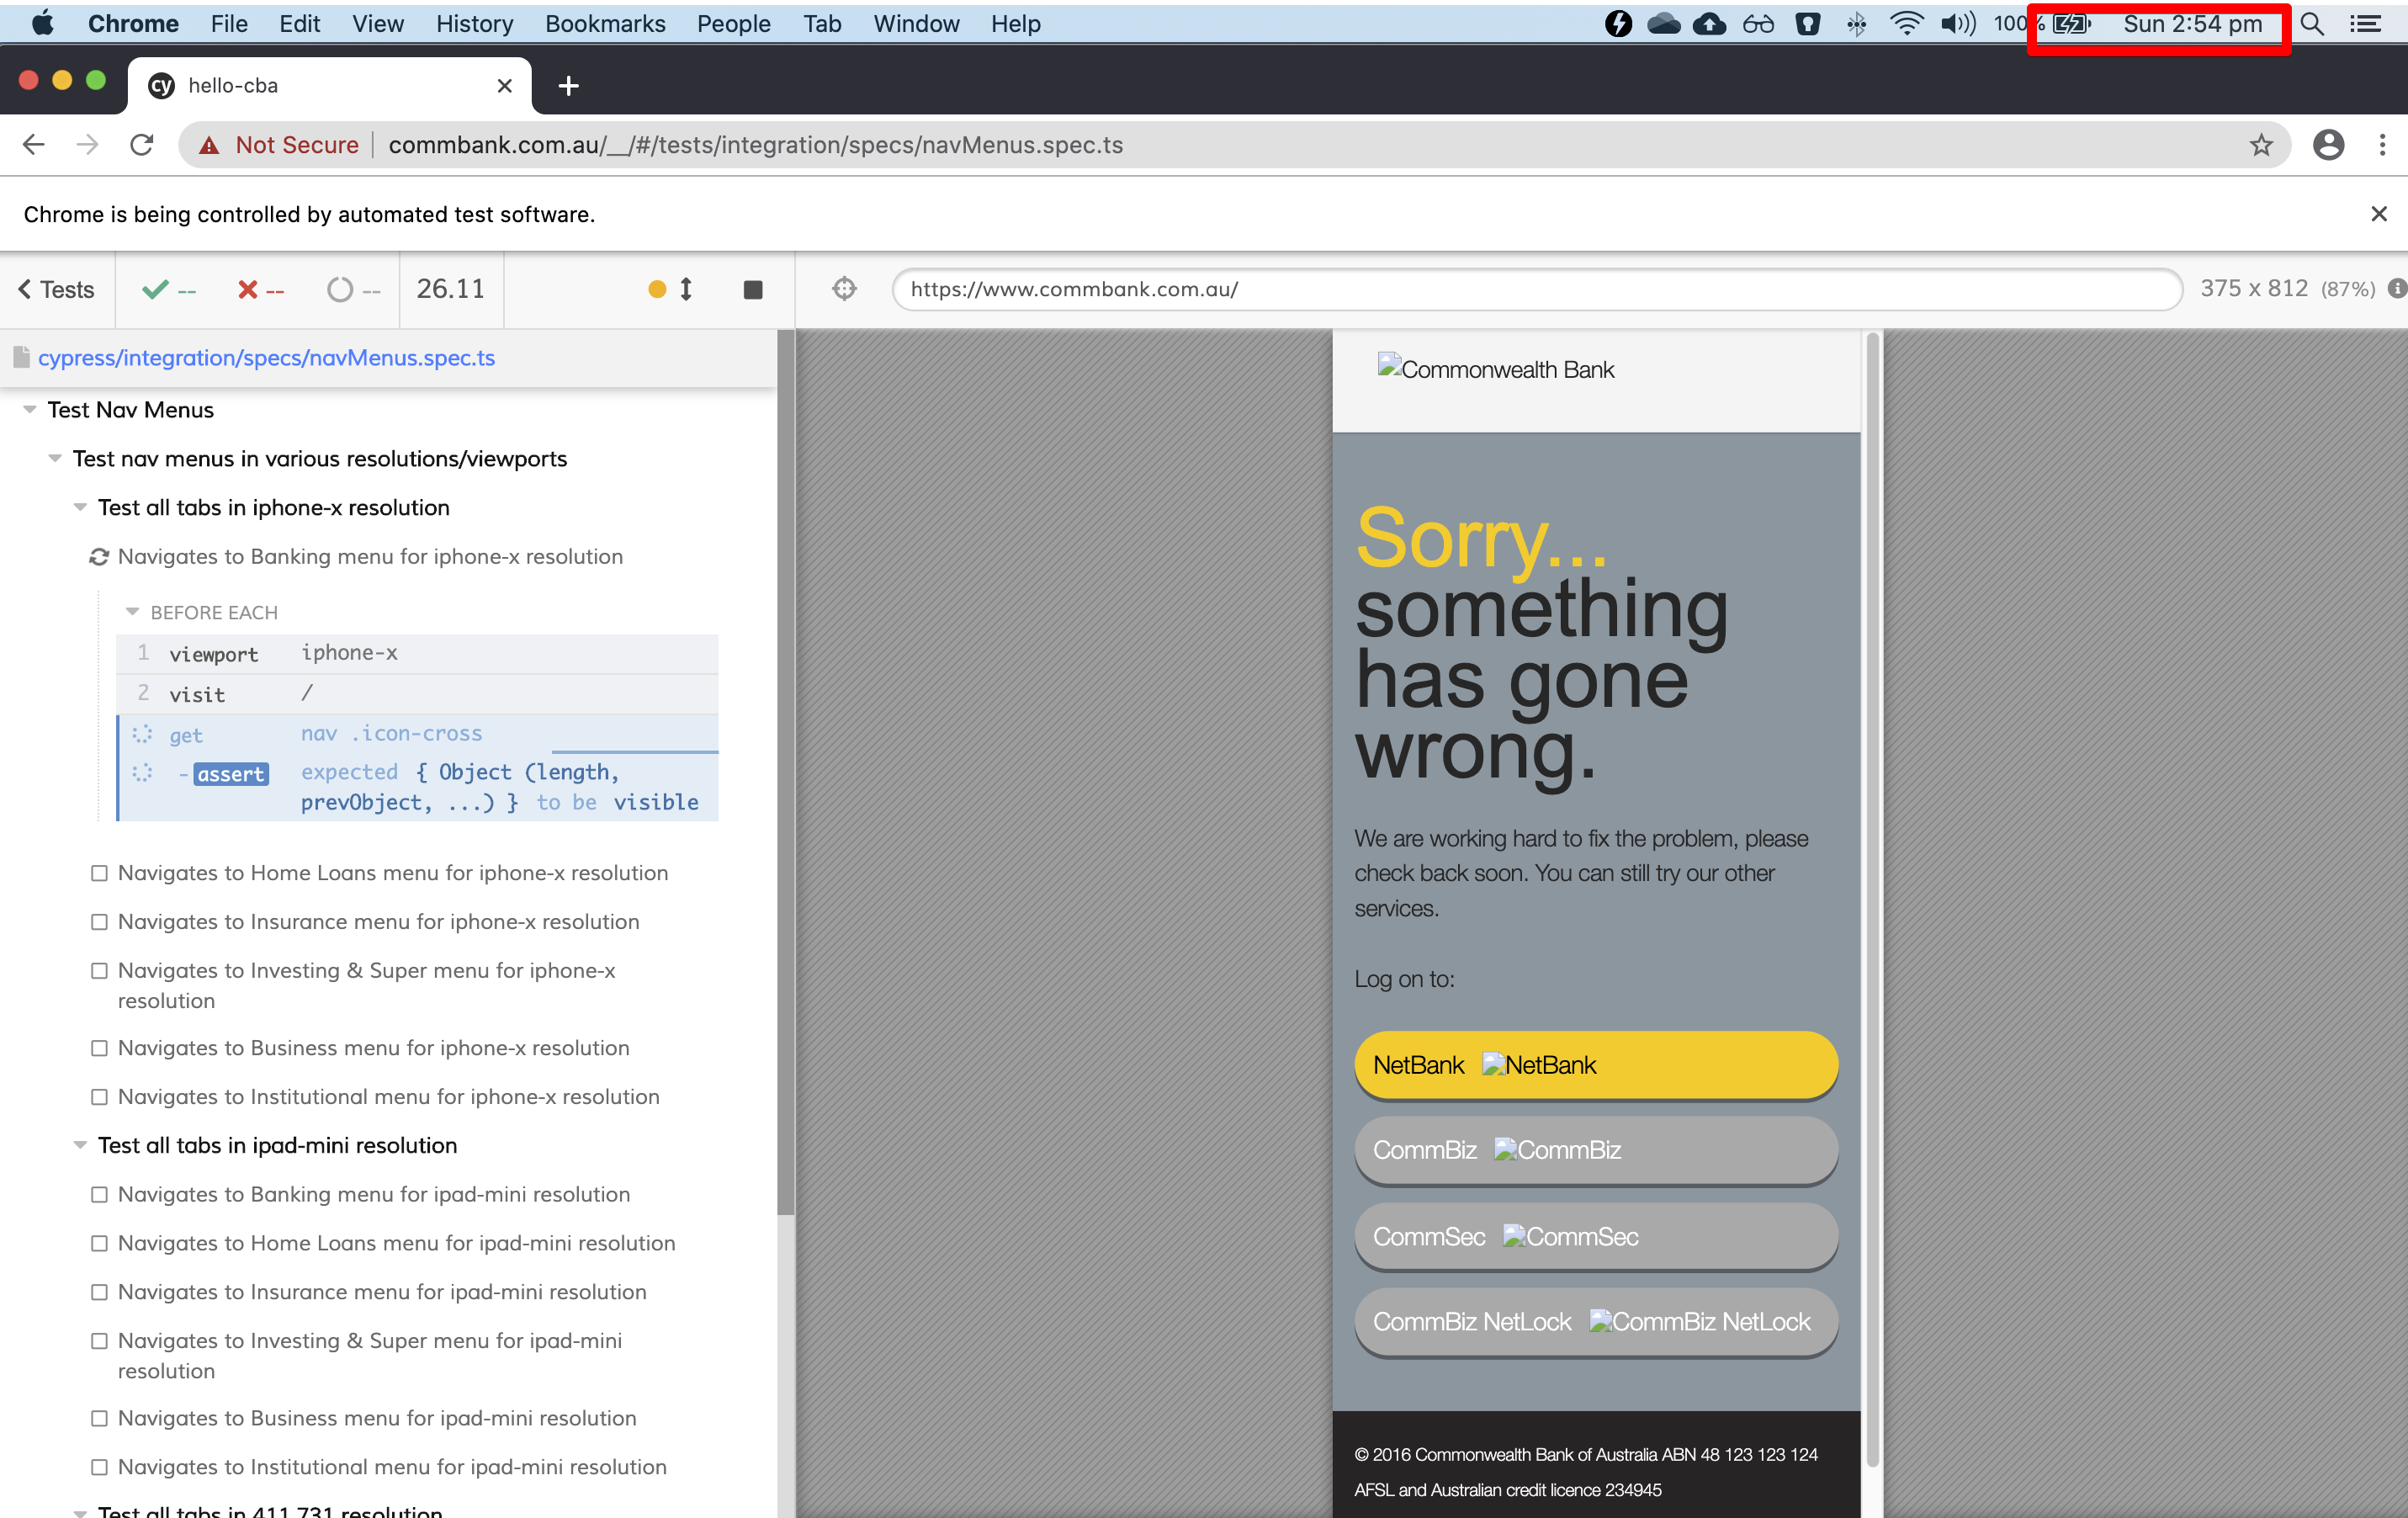 Chrome File Edit View History Bookmarks People Tab Window Help 100% Sun 2:54 pm
cy hello-cba
Not Secure commbank.com.au/__/#/tests/integration/specs/navMenus.spec.ts
Chrome is being controlled by automated test software.
Tests -- -- -- 26.11 https://www.commbank.com.au/ 375 x 812 (87%)
cypress/integration/specs/navMenus.spec.ts
Test Nav Menus
Test nav menus in various resolutions/viewports
Test all tabs in iphone-x resolution
Navigates to Banking menu for iphone-x resolution
BEFORE EACH
1 viewport iphone-x
2 visit /
get nav .icon-cross
- assert expected { Object (length,
prevObject, ...) } to be visible
Navigates to Home Loans menu for iphone-x resolution
Navigates to Insurance menu for iphone-x resolution
Navigates to Investing & Super menu for iphone-x
resolution
Navigates to Business menu for iphone-x resolution
Navigates to Institutional menu for iphone-x resolution
Test all tabs in ipad-mini resolution
Navigates to Banking menu for ipad-mini resolution
Navigates to Home Loans menu for ipad-mini resolution
Navigates to Insurance menu for ipad-mini resolution
Navigates to Investing & Super menu for ipad-mini
resolution
Navigates to Business menu for ipad-mini resolution
Navigates to Institutional menu for ipad-mini resolution
Test all tabs in 411,731 resolution
Commonwealth Bank
Sorry...
something
has gone
wrong.
We are working hard to fix the problem, please
check back soon. You can still try our other
services.
Log on to:
NetBank NetBank
CommBiz CommBiz
CommSec CommSec
CommBiz NetLock CommBiz NetLock
© 2016 Commonwealth Bank of Australia ABN 48 123 123 124
AFSL and Australian credit licence 234945